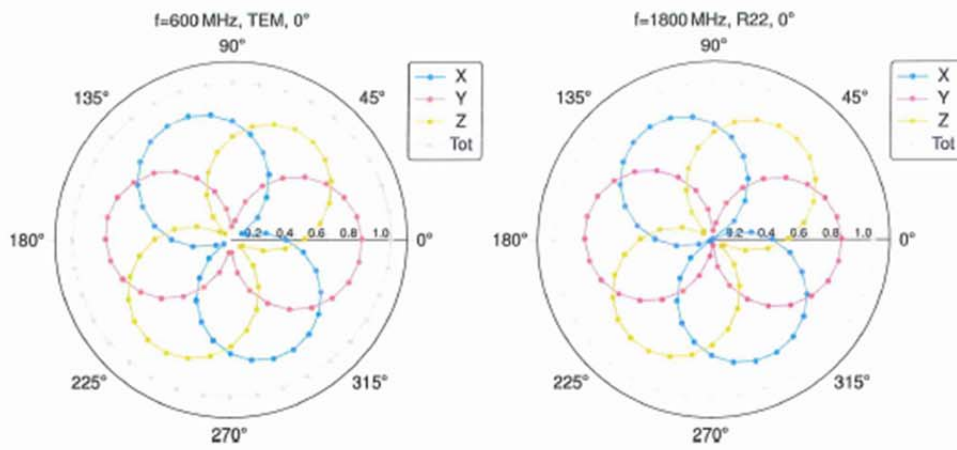 f=600 MHz, TEM, 0°
90°
135°
45°
X
Y
Z
Tot
180°
0.2 0.4 0.6 0.8 1.0
0°
225°
315°
270°
f=1800 MHz, R22, 0°
90°
135°
45°
X
Y
Z
Tot
180°
0.2 0.4 0.6 0.8 1.0
0°
225°
315°
270°